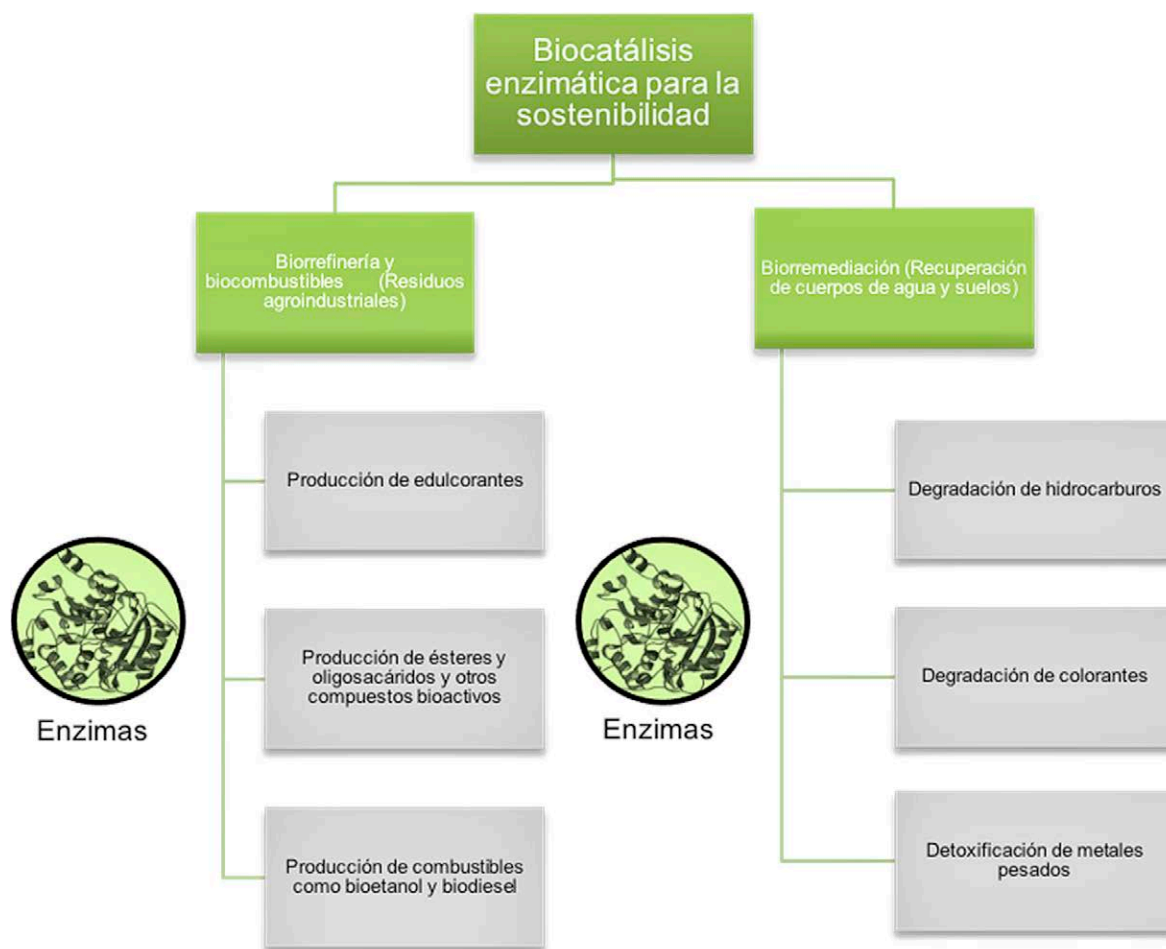 Biocatálisis
enzimática para la
sostenibilidad
Biorrefinería y
biocombustibles (Residuos
agroindustriales)
Producción de edulcorantes
Producción de ésteres y
oligosacáridos y otros
compuestos bioactivos
Producción de combustibles
como bioetanol y biodiesel
Enzimas
Biorremediación (Recuperación
de cuerpos de agua y suelos)
Degradación de hidrocarburos
Degradación de colorantes
Detoxificación de metales
pesados
Enzimas